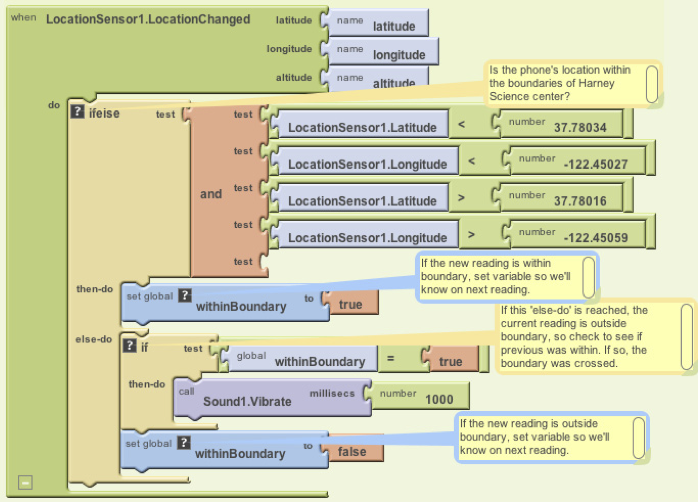 when LocationSensor1.LocationChanged latitude name latitude
longitude name longitude
altitude name altitude
Is the phone's location within
the boundaries of Harney
Science center?
do ? ifelse test and
test LocationSensor1.Latitude < number 37.78034
test LocationSensor1.Longitude < number -122.45027
test LocationSensor1.Latitude > number 37.78016
test LocationSensor1.Longitude > number -122.45059
test
If the new reading is within
boundary, set variable so we'll
know on next reading.
then-do set global ? withinBoundary to true
If this 'else-do' is reached, the
current reading is outside
boundary, so check to see if
previous was within. If so, the
boundary was crossed.
else-do ? if test global withinBoundary = true
then-do call Sound1.Vibrate millisecs number 1000
If the new reading is outside
boundary, set variable so we'll
know on next reading.
set global ? withinBoundary to false